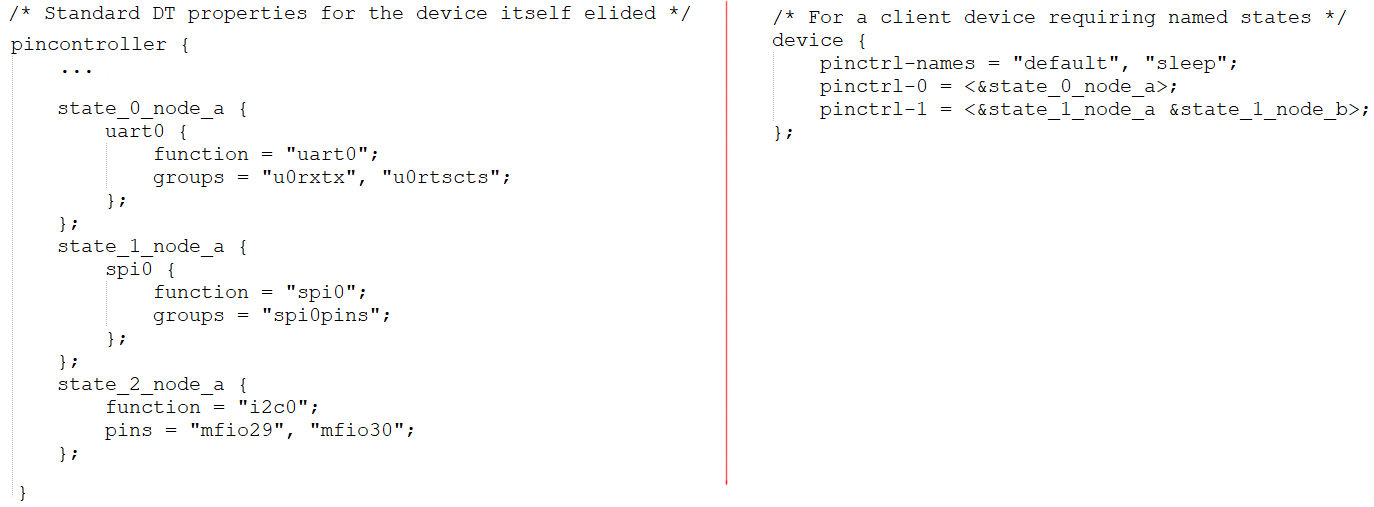 /* Standard DT properties for the device itself elided */
pincontroller {
    ...
    state_0_node_a {
        uart0 {
            function = "uart0";
            groups = "u0rxtx", "u0rtscts";
        };
    };
    state_1_node_a {
        spi0 {
            function = "spi0";
            groups = "spi0pins";
        };
    };
    state_2_node_a {
        function = "i2c0";
        pins = "mfio29", "mfio30";
    };
}
/* For a client device requiring named states */
device {
    pinctrl-names = "default", "sleep";
    pinctrl-0 = <&state_0_node_a>;
    pinctrl-1 = <&state_1_node_a &state_1_node_b>;
};